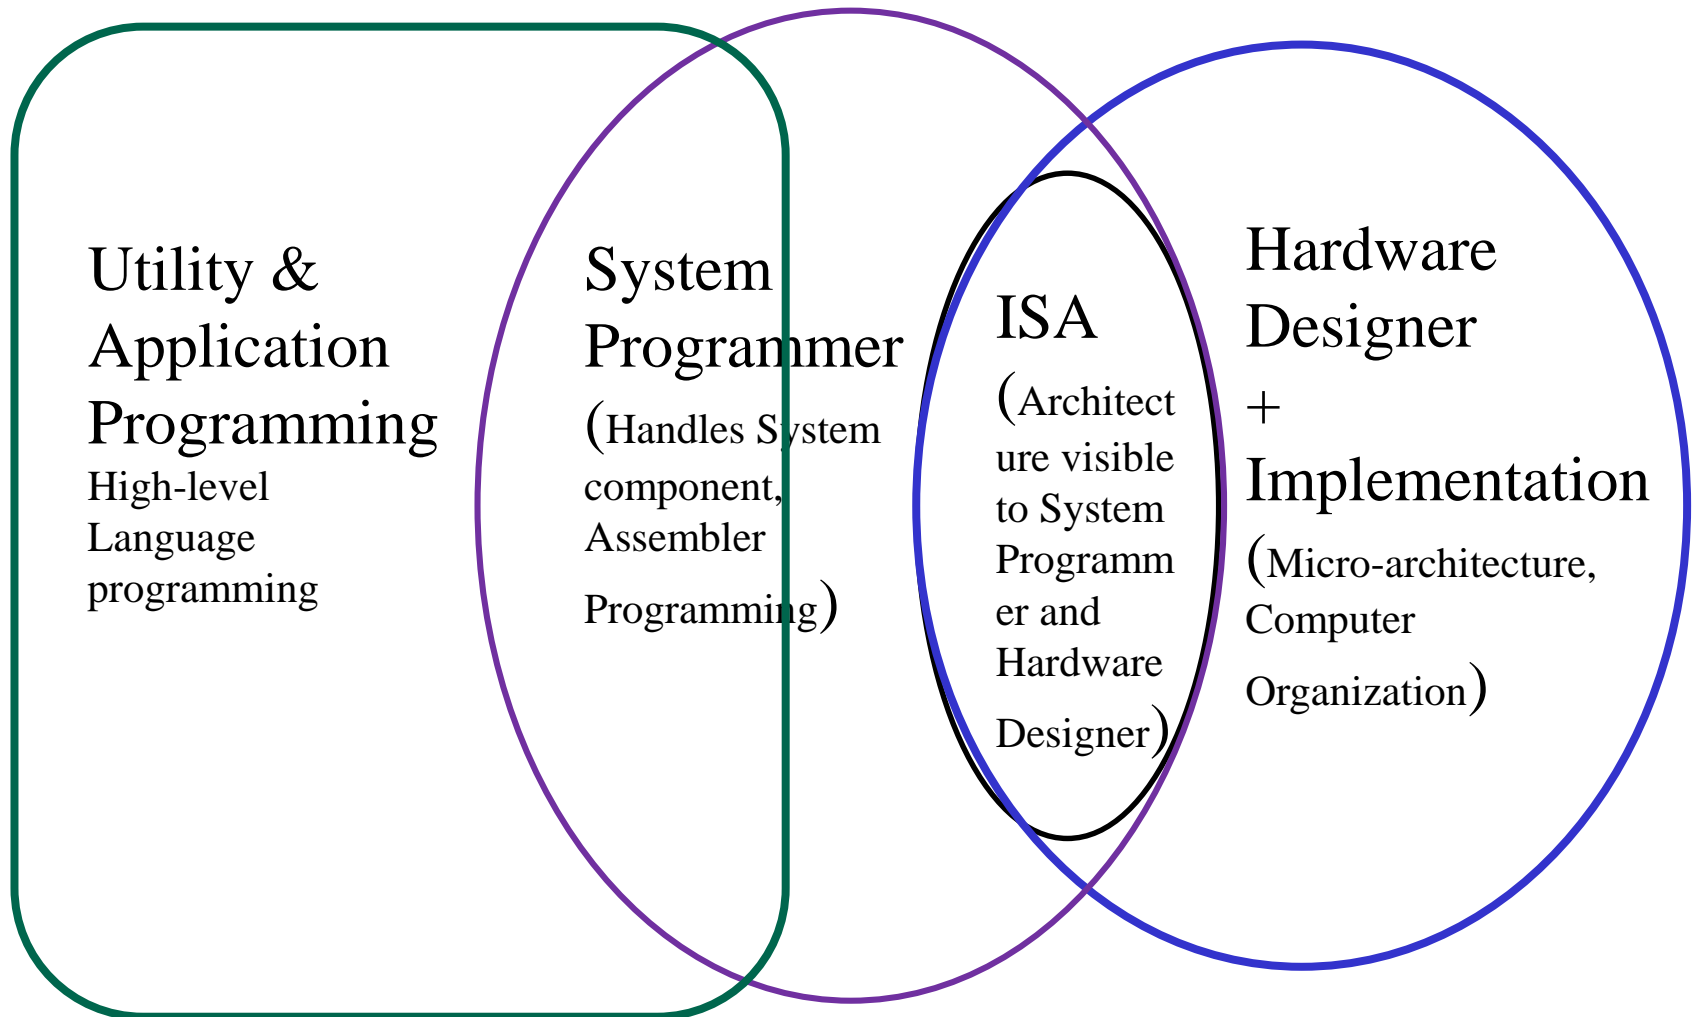 Utility &
Application
Programming
High-level
Language
programming
System
Programmer
(Handles System
component,
Assembler
Programming)
ISA
(Architect
ure visible
to System
Programm
er and
Hardware
Designer)
Hardware
Designer
+
Implementation
(Micro-architecture,
Computer
Organization)